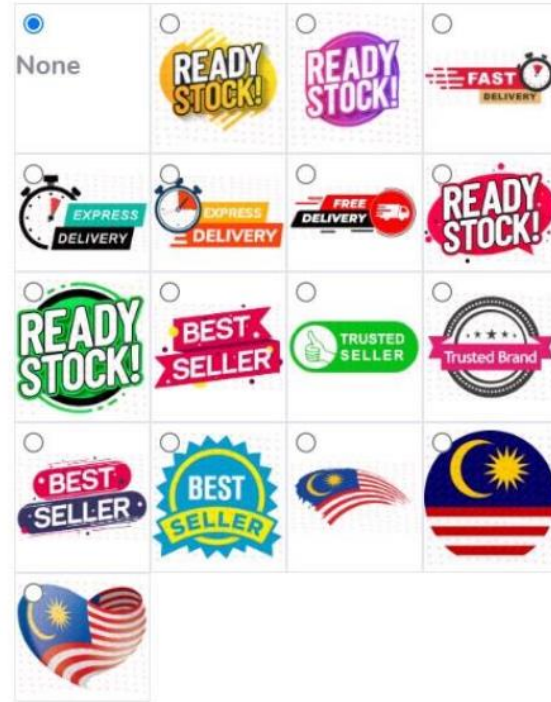 None
READY
STOCK!
READY
STOCK!
FAST
DELIVERY
EXPRESS
DELIVERY
EXPRESS
DELIVERY
FREE
DELIVERY
READY
STOCK!
READY
STOCK!
BEST
SELLER
TRUSTED
SELLER
Trusted Brand
BEST
SELLER
BEST
SELLER